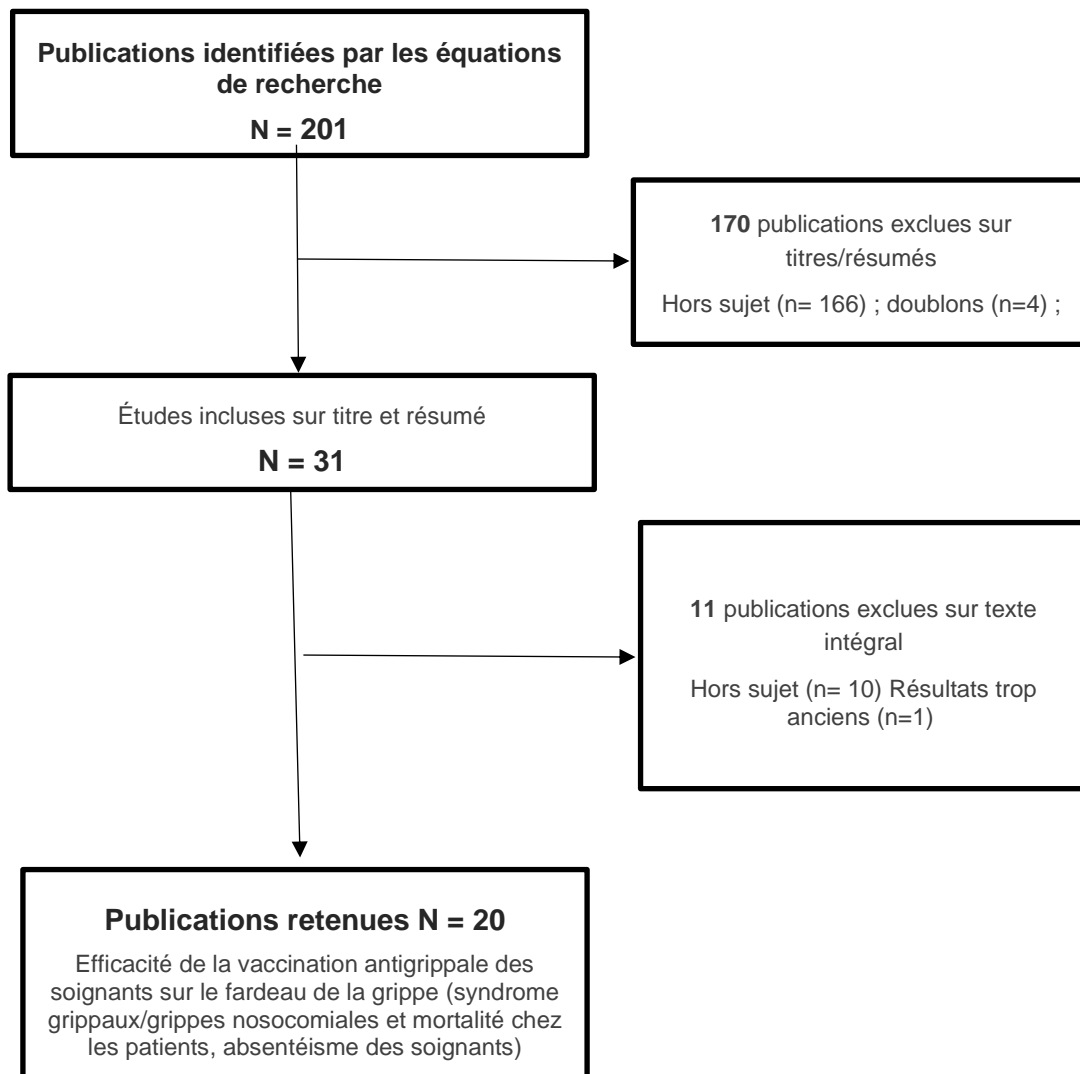 Publications identifiées par les équations
de recherche
N = 201
170 publications exclues sur
titres/résumés
Hors sujet (n= 166) ; doublons (n=4) ;
Études incluses sur titre et résumé
N = 31
11 publications exclues sur texte
intégral
Hors sujet (n= 10) Résultats trop
anciens (n=1)
Publications retenues N = 20
Efficacité de la vaccination antigrippale des
soignants sur le fardeau de la grippe (syndrome
grippaux/grippes nosocomiales et mortalité chez
les patients, absentéisme des soignants)